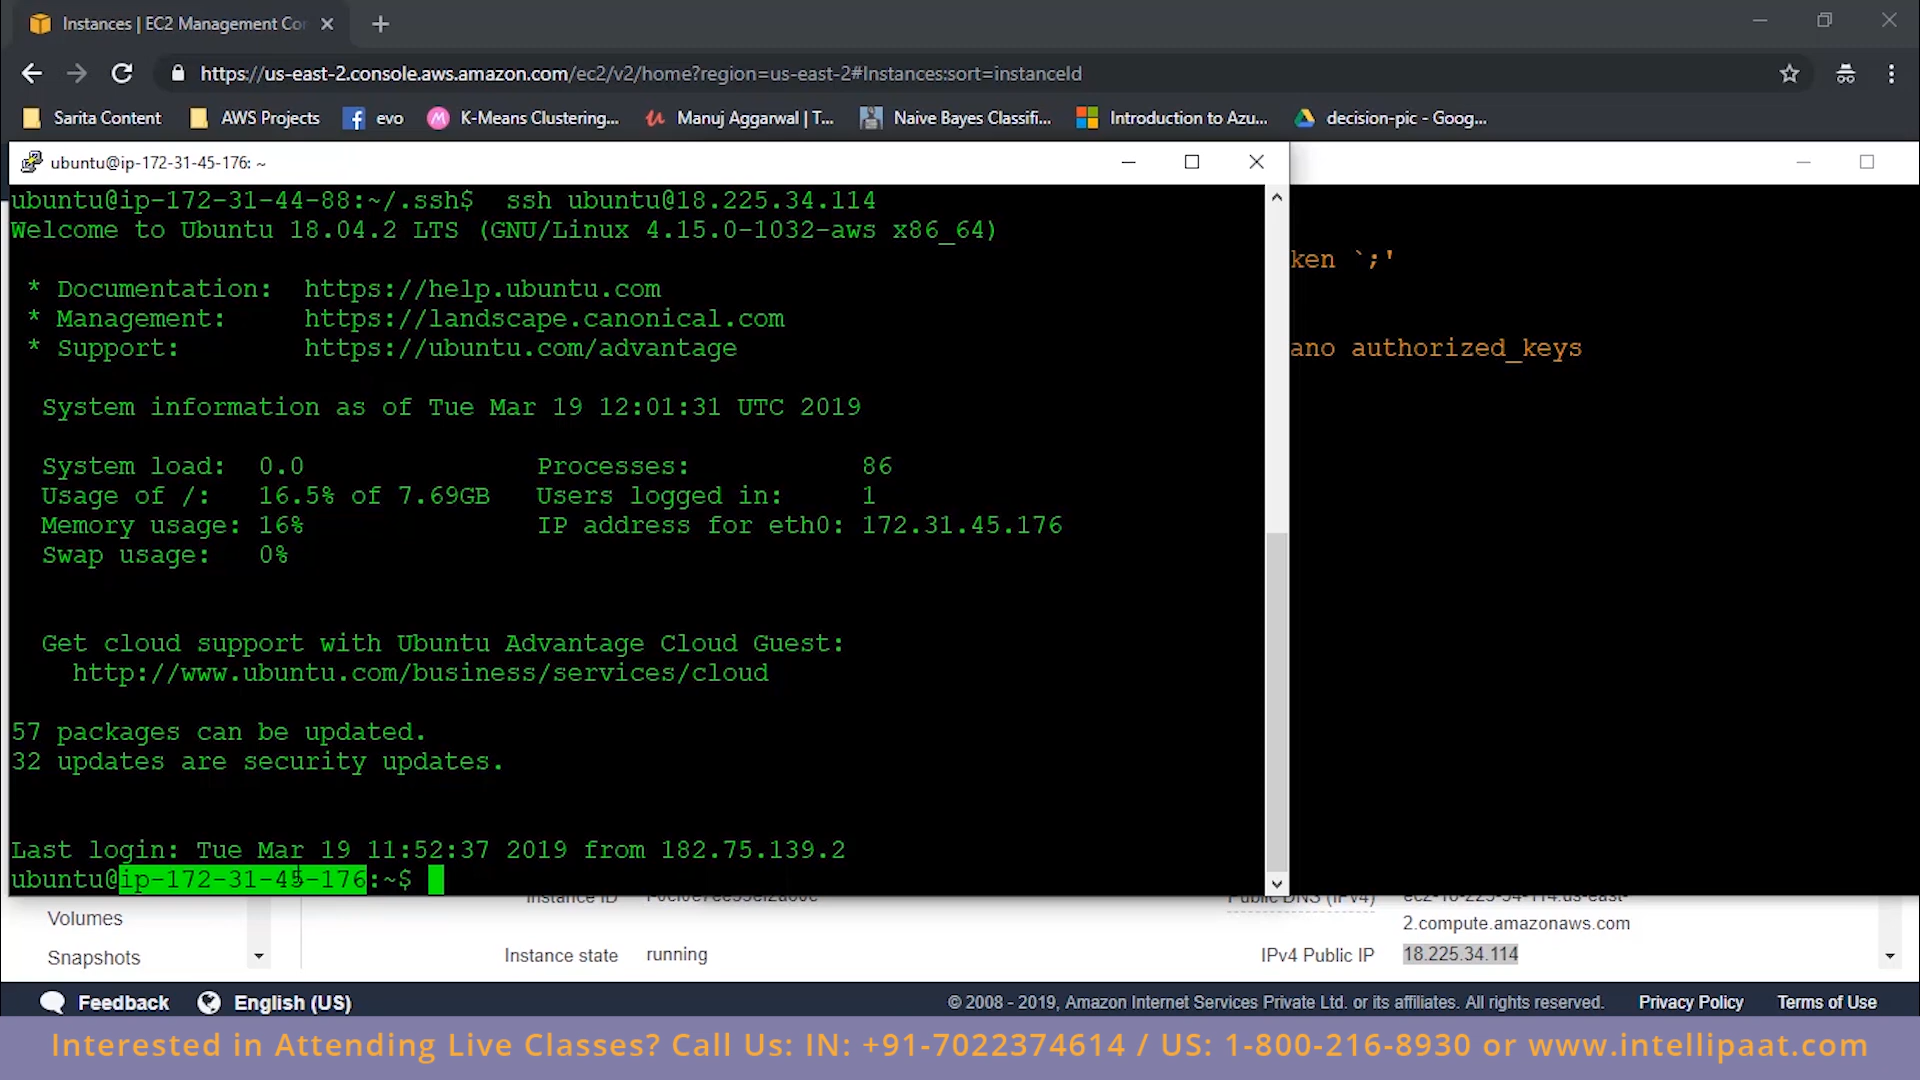 Instances | EC2 Management Co
https://us-east-2.console.aws.amazon.com/ec2/v2/home?region=us-east-2#Instances:sort=instanceId
Sarita Content
AWS Projects
evo
K-Means Clustering...
Manuj Aggarwal | T...
Naive Bayes Classifi...
Introduction to Azu...
decision-pic - Goog...
ubuntu@ip-172-31-45-176: ~
ubuntu@ip-172-31-44-88:~/.ssh$  ssh ubuntu@18.225.34.114
Welcome to Ubuntu 18.04.2 LTS (GNU/Linux 4.15.0-1032-aws x86_64)
* Documentation:  https://help.ubuntu.com
* Management:     https://landscape.canonical.com
* Support:        https://ubuntu.com/advantage
System information as of Tue Mar 19 12:01:31 UTC 2019
System load:  0.0               Processes:           86
Usage of /:   16.5% of 7.69GB   Users logged in:     1
Memory usage: 16%               IP address for eth0: 172.31.45.176
Swap usage:   0%
Get cloud support with Ubuntu Advantage Cloud Guest:
http://www.ubuntu.com/business/services/cloud
57 packages can be updated.
32 updates are security updates.
Last login: Tue Mar 19 11:52:37 2019 from 182.75.139.2
ubuntu@ip-172-31-45-176:~$
ken `;'
ano authorized_keys
Volumes
Snapshots
Instance ID
Public DNS (IPv4)
2.compute.amazonaws.com
Instance state running
IPv4 Public IP 18.225.34.114
Feedback
English (US)
© 2008 - 2019, Amazon Internet Services Private Ltd. or its affiliates. All rights reserved.
Privacy Policy
Terms of Use
Interested in Attending Live Classes? Call Us: IN: +91-7022374614 / US: 1-800-216-8930 or www.intellipaat.com